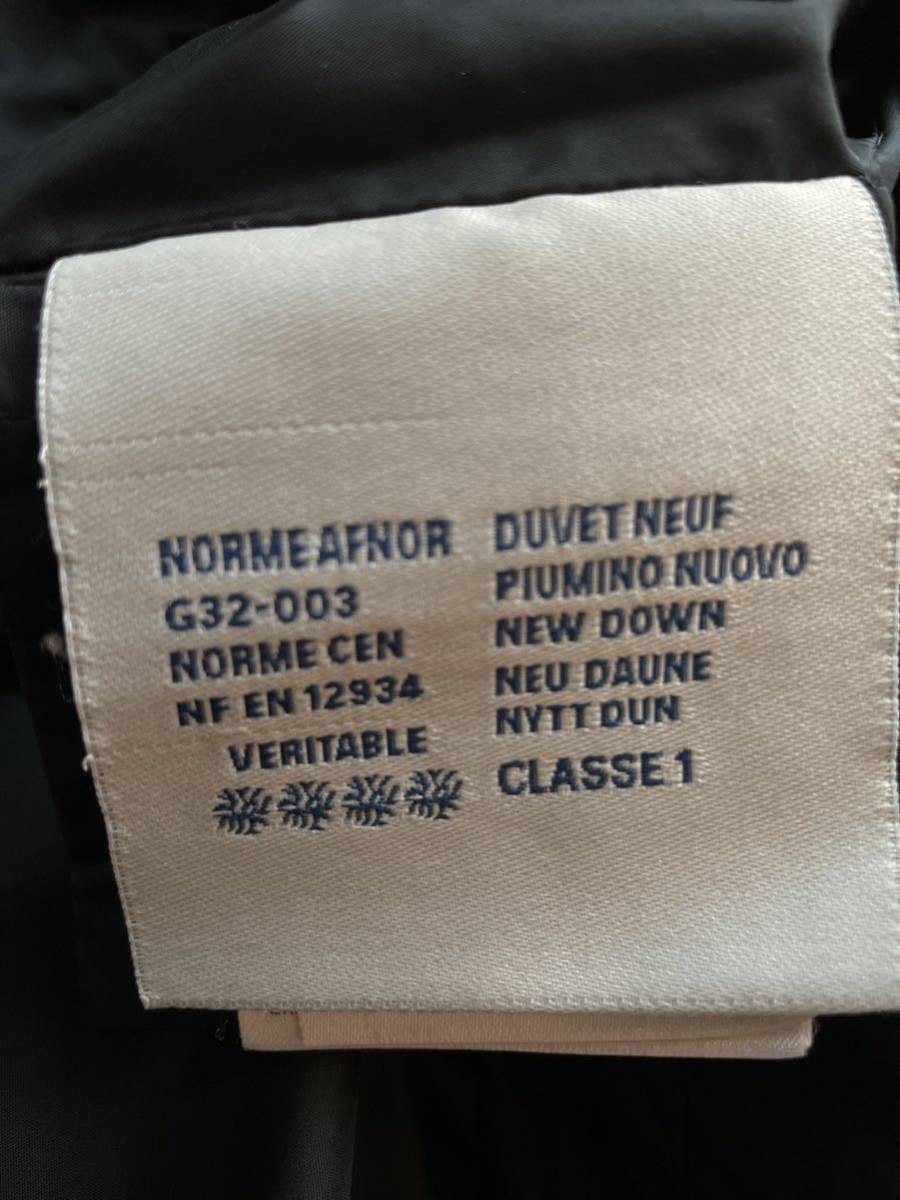 NORME AFNOR
G32-003
NORME CEN
NF EN 12934
VERITABLE
DUVET NEUF
PIUMINO NUOVO
NEW DOWN
NEU DAUNE
NYTT DUN
CLASSE 1